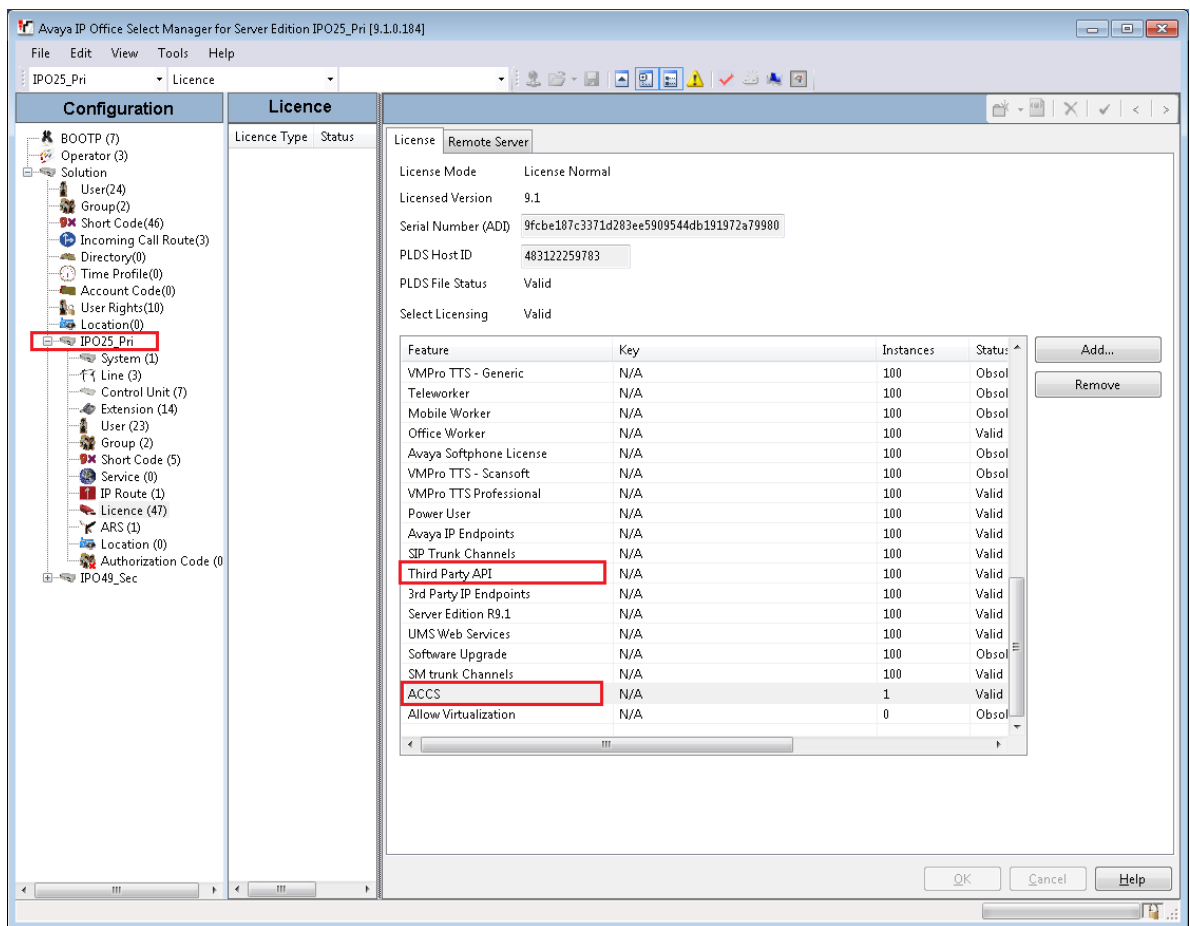 Avaya IP Office Select Manager for Server Edition IPO25_Pri [9.1.0.184]
File Edit View Tools Help
IPO25_Pri Licence
Configuration
BOOTP (7)
Operator (3)
Solution
User(24)
Group(2)
Short Code(46)
Incoming Call Route(3)
Directory(0)
Time Profile(0)
Account Code(0)
User Rights(10)
Location(0)
IPO25_Pri
System (1)
Line (3)
Control Unit (7)
Extension (14)
User (23)
Group (2)
Short Code (5)
Service (0)
IP Route (1)
Licence (47)
ARS (1)
Location (0)
Authorization Code (0
IPO49_Sec
Licence
Licence Type Status
License Remote Server
License Mode License Normal
Licensed Version 9.1
Serial Number (ADI) 9fcbe187c3371d283ee5909544db191972a79980
PLDS Host ID 483122259783
PLDS File Status Valid
Select Licensing Valid
Feature Key Instances Status
VMPro TTS - Generic N/A 100 Obsol
Teleworker N/A 100 Obsol
Mobile Worker N/A 100 Obsol
Office Worker N/A 100 Valid
Avaya Softphone License N/A 100 Obsol
VMPro TTS - Scansoft N/A 100 Obsol
VMPro TTS Professional N/A 100 Valid
Power User N/A 100 Valid
Avaya IP Endpoints N/A 100 Valid
SIP Trunk Channels N/A 100 Valid
Third Party API N/A 100 Valid
3rd Party IP Endpoints N/A 100 Valid
Server Edition R9.1 N/A 100 Valid
UMS Web Services N/A 100 Valid
Software Upgrade N/A 100 Obsol
SM trunk Channels N/A 100 Valid
ACCS N/A 1 Valid
Allow Virtualization N/A 0 Obsol
Add...
Remove
OK Cancel Help